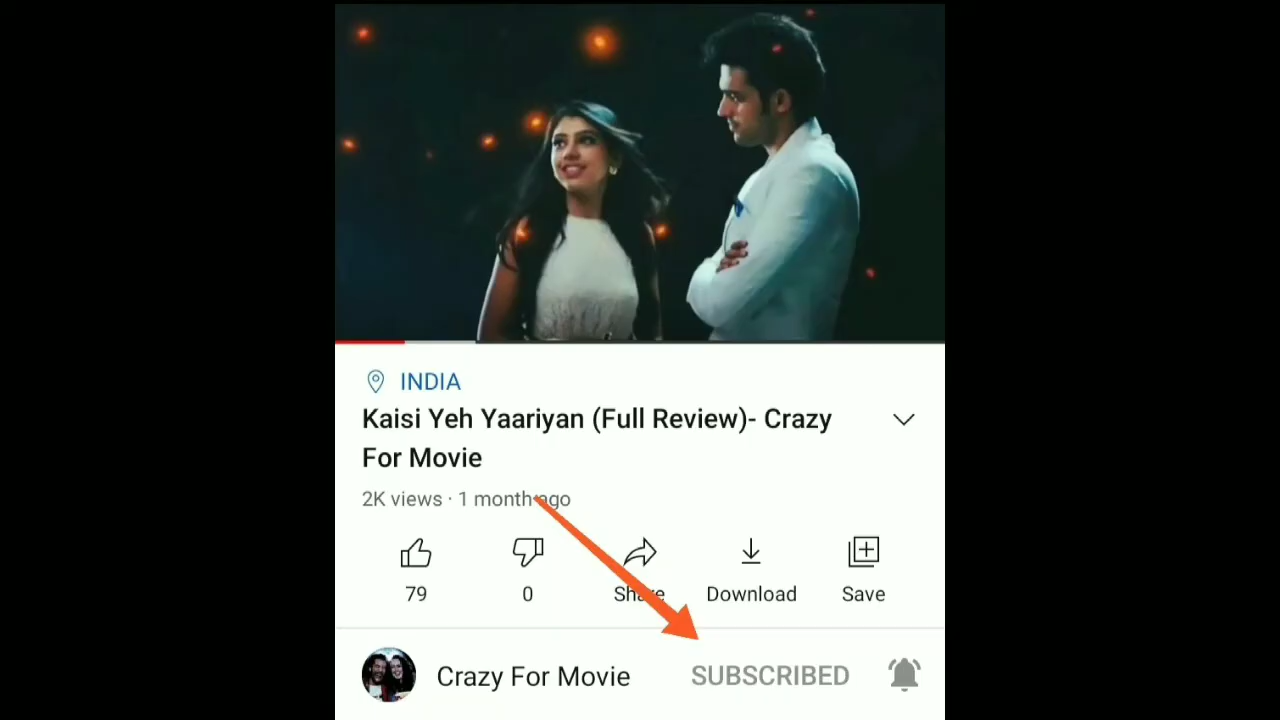 INDIA
Kaisi Yeh Yaariyan (Full Review)- Crazy
For Movie
2K views · 1 month ago
79
0
Share
Download
Save
Crazy For Movie
SUBSCRIBED